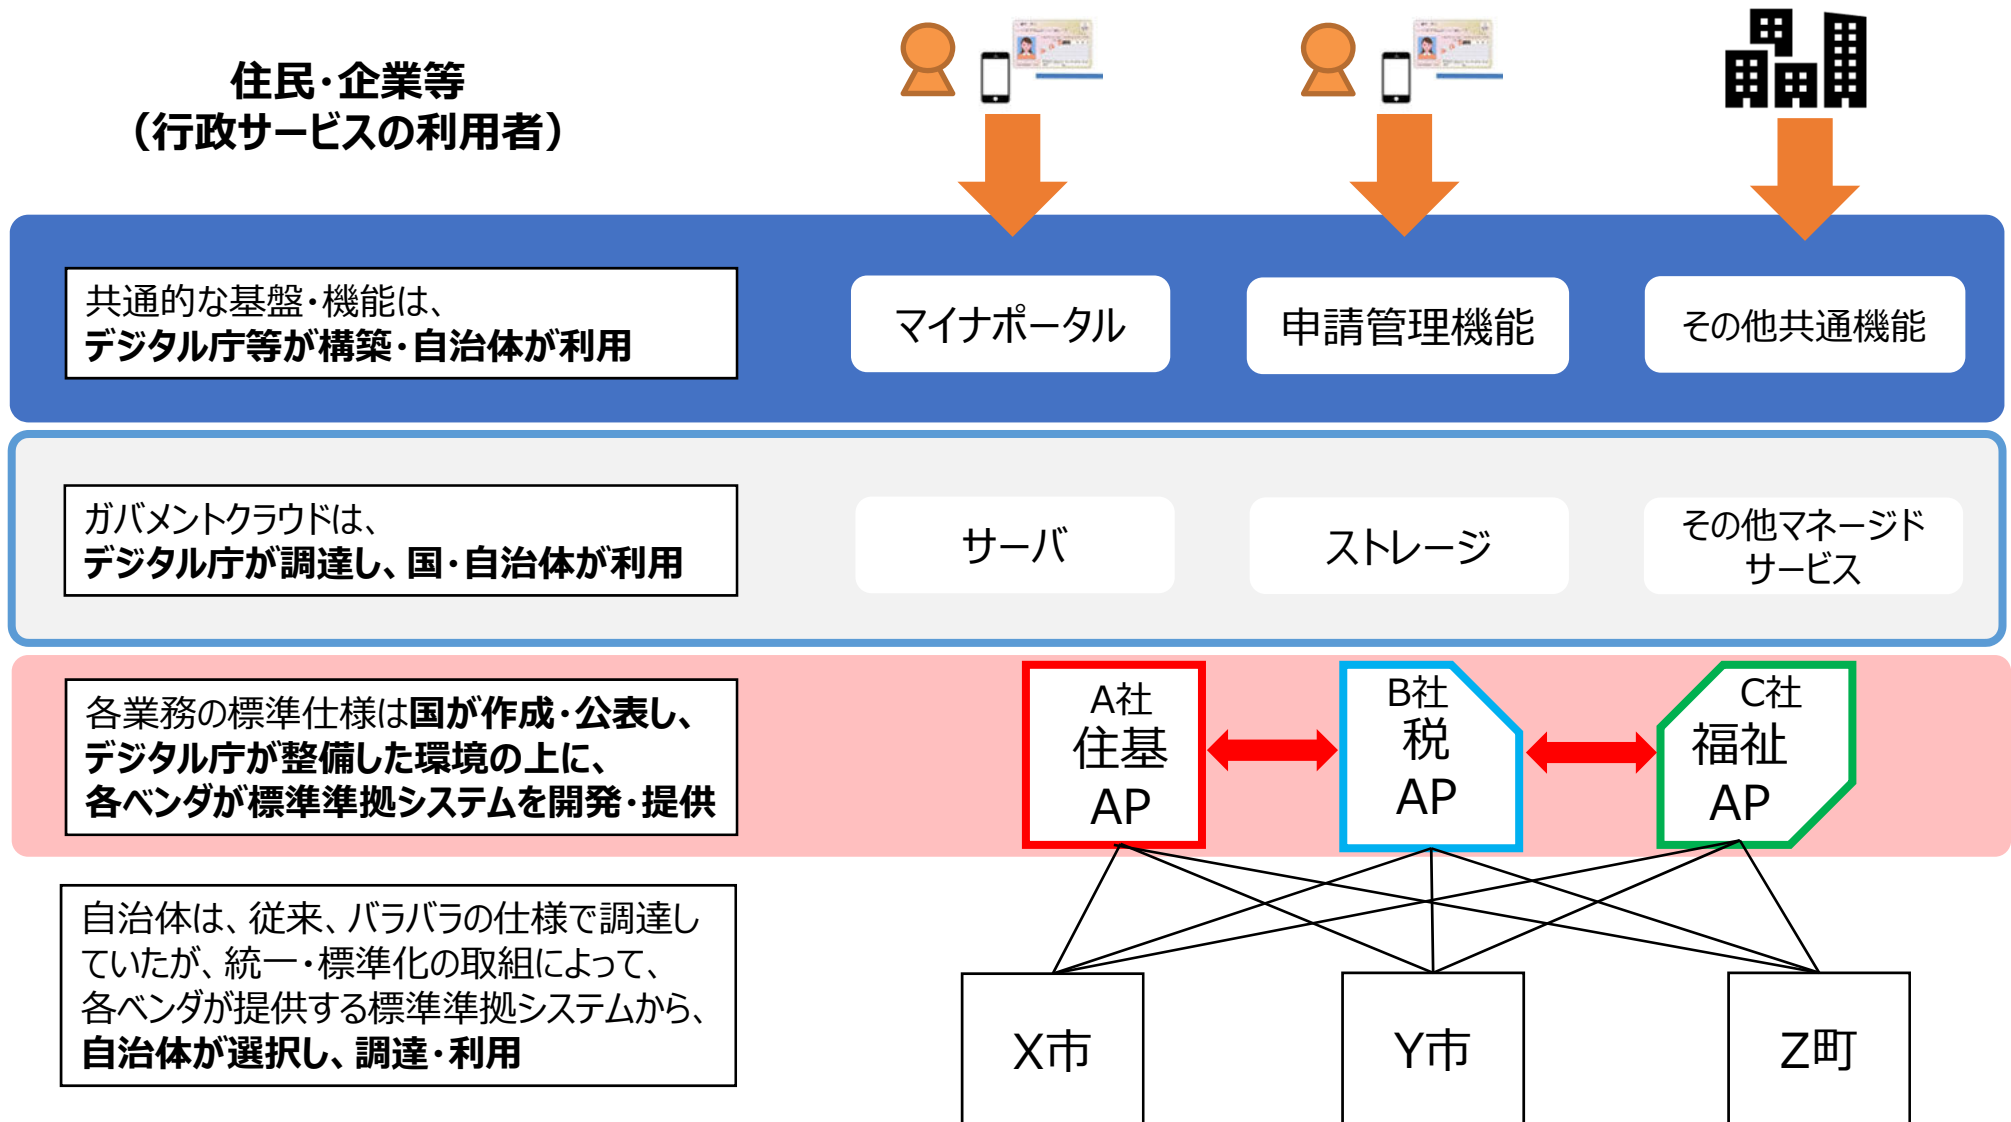 住民・企業等
（行政サービスの利用者）
共通的な基盤・機能は、
デジタル庁等が構築・自治体が利用
マイナポータル
申請管理機能
その他共通機能
ガバメントクラウドは、
デジタル庁が調達し、国・自治体が利用
サーバ
ストレージ
その他マネージド
サービス
各業務の標準仕様は国が作成・公表し、
デジタル庁が整備した環境の上に、
各ベンダが標準準拠システムを開発・提供
A社
住基
AP
B社
税
AP
C社
福祉
AP
自治体は、従来、バラバラの仕様で調達し
ていたが、統一・標準化の取組によって、
各ベンダが提供する標準準拠システムから、
自治体が選択し、調達・利用
X市
Y市
Z町